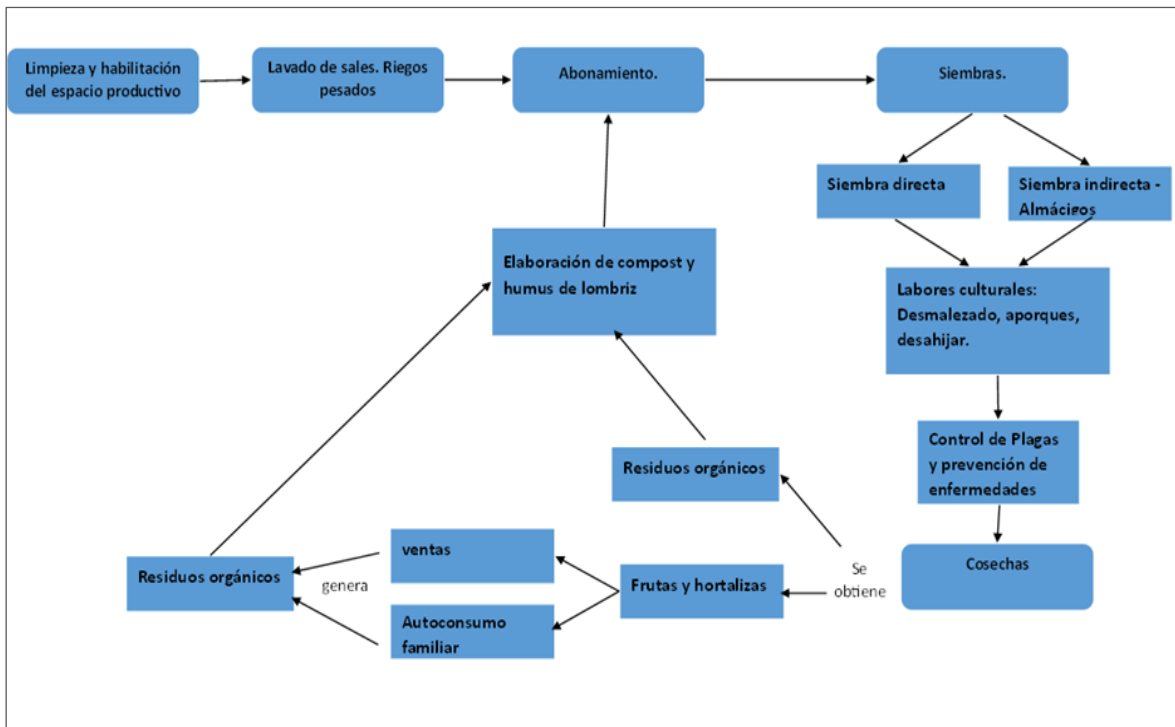 Limpieza y habilitación
del espacio productivo
Lavado de sales. Riegos
pesados
Abonamiento.
Siembras.
Siembra directa
Siembra indirecta -
Almácigos
Elaboración de compost y
humus de lombriz
Labores culturales:
Desmalezado, aporques,
desahijar.
Control de Plagas
y prevención de
enfermedades
Residuos orgánicos
ventas
Residuos orgánicos
genera
Frutas y hortalizas
Se
obtiene
Cosechas
Autoconsumo
familiar